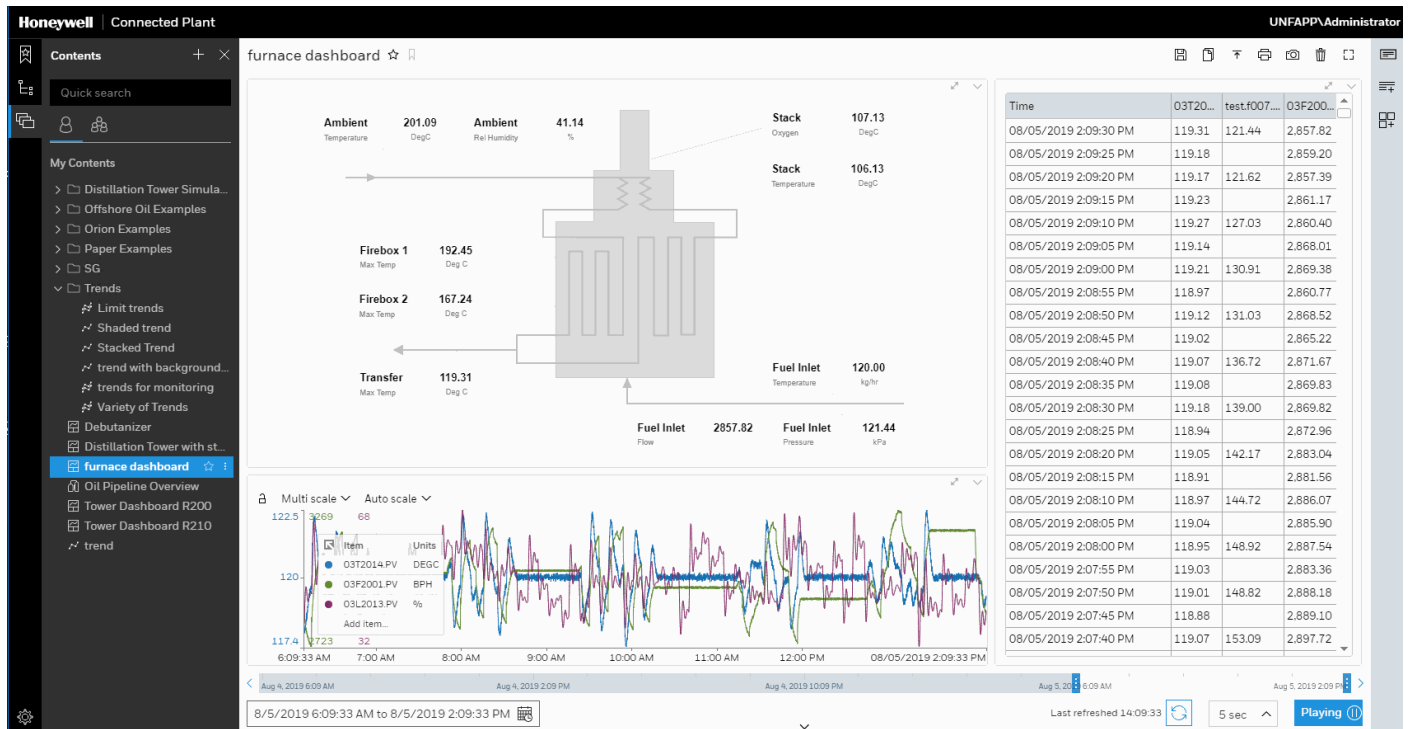 Honeywell | Connected Plant
UNFAPP\Administrator
Contents
Quick search
My Contents
Distillation Tower Simula...
Offshore Oil Examples
Orion Examples
Paper Examples
SG
Trends
Limit trends
Shaded trend
Stacked Trend
trend with background...
trends for monitoring
Variety of Trends
Debutanizer
Distillation Tower with st...
furnace dashboard
Oil Pipeline Overview
Tower Dashboard R200
Tower Dashboard R210
trend
furnace dashboard
Ambient 201.09 Ambient 41.14
Temperature DegC Rel Humidity %
Stack 107.13
Oxygen DegC
Stack 106.13
Temperature DegC
Firebox 1 192.45
Max Temp Deg C
Firebox 2 167.24
Max Temp Deg C
Transfer 119.31
Max Temp Deg C
Fuel Inlet 120.00
Temperature kg/hr
Fuel Inlet 2857.82 Fuel Inlet 121.44
Flow Pressure kPa
Multi scale Auto scale
122.5 3269 68
Item Units
03T2014.PV DEGC
120 03F2001.PV BPH
03L2013.PV %
Add item...
117.4 2723 32
6:09:33 AM 7:00 AM 8:00 AM 9:00 AM 10:00 AM 11:00 AM 12:00 PM 08/05/2019 2:09:33 PM
Time 03T20... test.f007.... 03F200...
08/05/2019 2:09:30 PM 119.31 121.44 2,857.82
08/05/2019 2:09:25 PM 119.18 2,859.20
08/05/2019 2:09:20 PM 119.17 121.62 2,857.39
08/05/2019 2:09:15 PM 119.23 2,861.17
08/05/2019 2:09:10 PM 119.27 127.03 2,860.40
08/05/2019 2:09:05 PM 119.14 2,868.01
08/05/2019 2:09:00 PM 119.21 130.91 2,869.38
08/05/2019 2:08:55 PM 118.97 2,860.77
08/05/2019 2:08:50 PM 119.12 131.03 2,868.52
08/05/2019 2:08:45 PM 119.02 2,865.22
08/05/2019 2:08:40 PM 119.07 136.72 2,871.67
08/05/2019 2:08:35 PM 119.08 2,869.83
08/05/2019 2:08:30 PM 119.18 139.00 2,869.82
08/05/2019 2:08:25 PM 118.94 2,872.96
08/05/2019 2:08:20 PM 119.05 142.17 2,883.04
08/05/2019 2:08:15 PM 118.91 2,881.56
08/05/2019 2:08:10 PM 118.97 144.72 2,886.07
08/05/2019 2:08:05 PM 119.04 2,885.90
08/05/2019 2:08:00 PM 118.95 148.92 2,887.54
08/05/2019 2:07:55 PM 119.03 2,883.36
08/05/2019 2:07:50 PM 119.01 148.82 2,888.18
08/05/2019 2:07:45 PM 118.88 2,889.10
08/05/2019 2:07:40 PM 119.07 153.09 2,897.72
Aug 4, 2019 6:09 AM Aug 4, 2019 2:09 PM Aug 4, 2019 10:09 PM Aug 5, 20 6:09 AM Aug 5, 2019 2:09 PM
8/5/2019 6:09:33 AM to 8/5/2019 2:09:33 PM
Last refreshed 14:09:33
5 sec
Playing